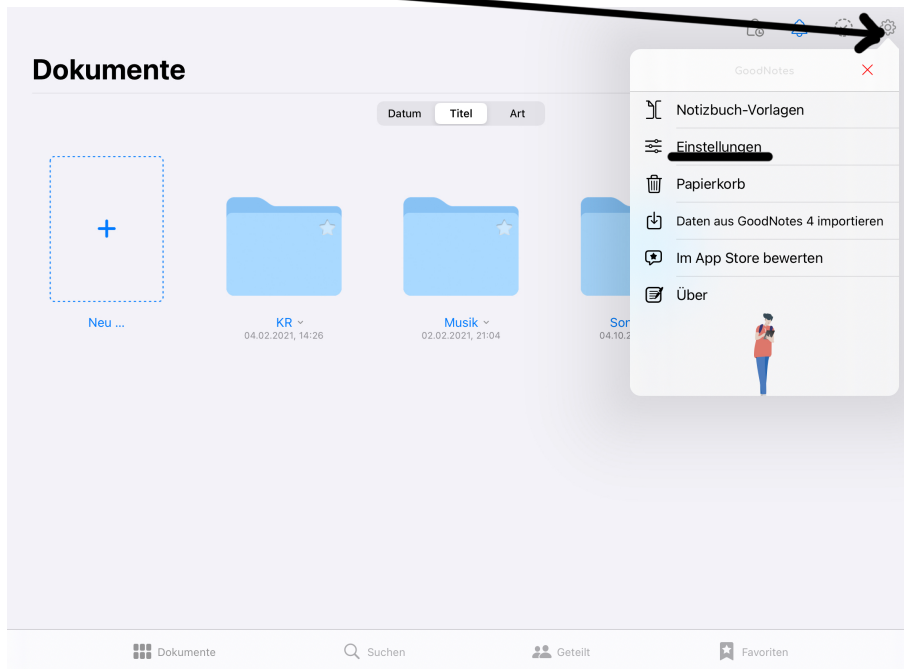 Dokumente
GoodNotes
Datum Titel Art
Notizbuch-Vorlagen
Einstellungen
Papierkorb
Daten aus GoodNotes 4 importieren
Im App Store bewerten
Über
Neu ...
KR
04.02.2021, 14:26
Musik
02.02.2021, 21:04
Dokumente Suchen Geteilt Favoriten